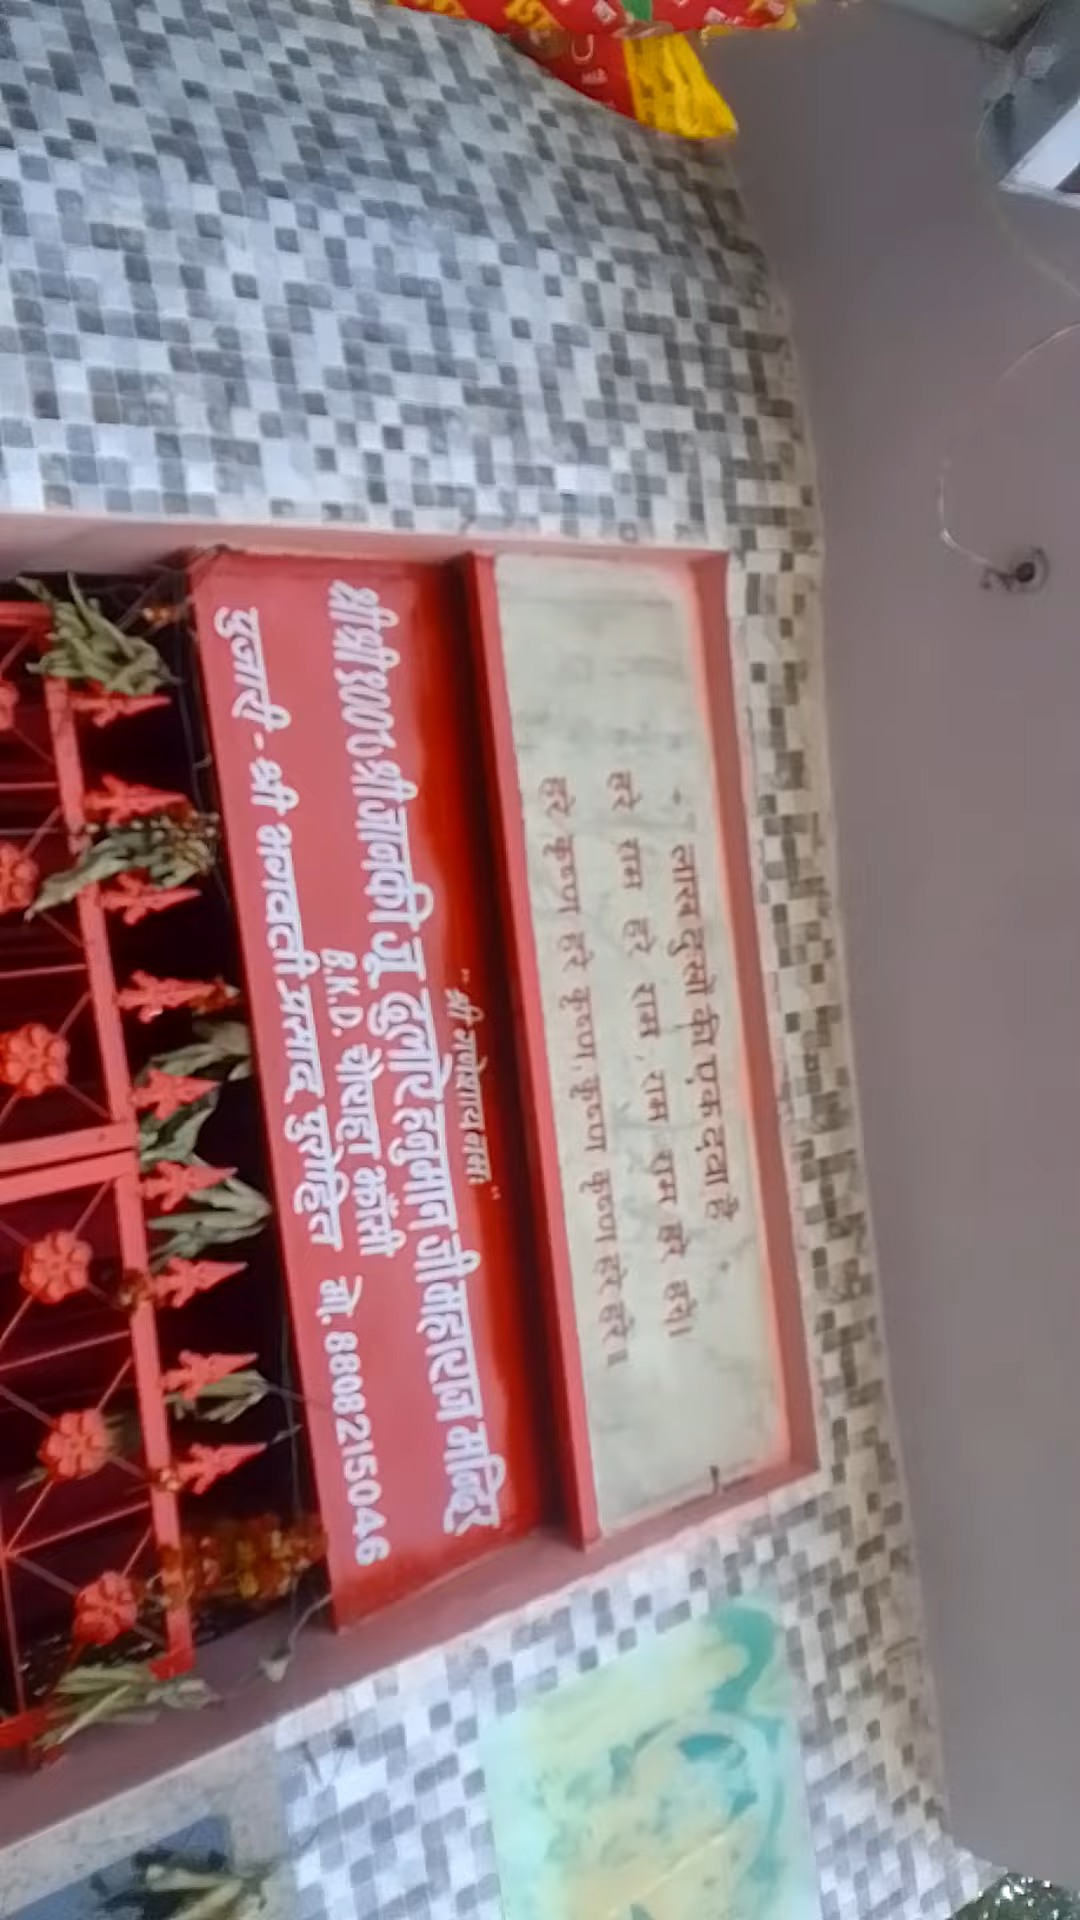 लाख दुखो की एक दवा है
हरे राम हरे राम, राम राम हरे हरे।
हरे कृष्ण हरे कृष्ण, कृष्ण कृष्ण हरे हरे॥
"श्री गणेशाय नमः"
श्री श्री १००८ श्री जानकी जू दुलारे हनुमान जी महाराज मन्दिर
B.K.D. चौराहा झाँसी
पुजारी - श्री भगवती प्रसाद पुरोहित मो. 8808215046